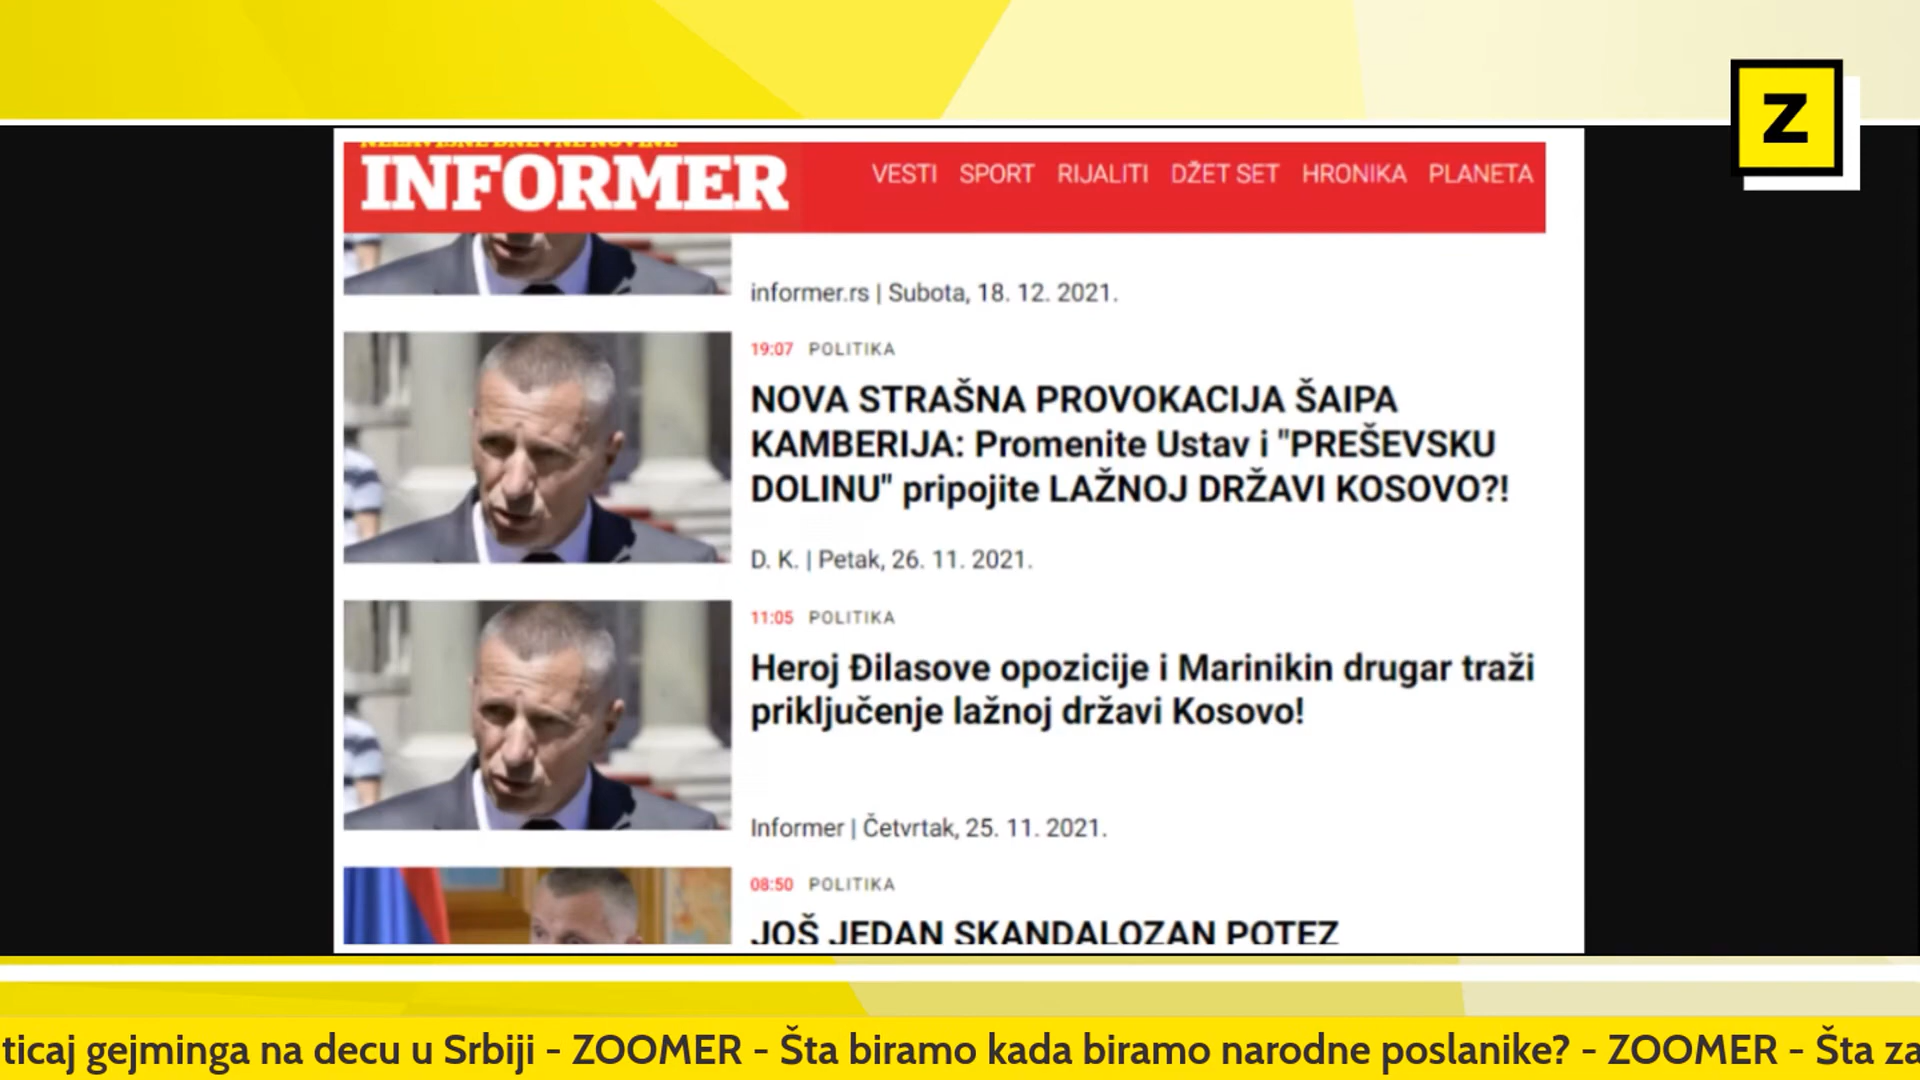 Z
NEZAVISNE DNEVNE NOVINE
INFORMER
VESTI SPORT RIJALITI DŽET SET HRONIKA PLANETA
informer.rs | Subota, 18. 12. 2021.
19:07 POLITIKA
NOVA STRAŠNA PROVOKACIJA ŠAIPA
KAMBERIJA: Promenite Ustav i "PREŠEVSKU
DOLINU" pripojite LAŽNOJ DRŽAVI KOSOVO?!
D. K. | Petak, 26. 11. 2021.
11:05 POLITIKA
Heroj Đilasove opozicije i Marinikin drugar traži
priključenje lažnoj državi Kosovo!
Informer | Četvrtak, 25. 11. 2021.
08:50 POLITIKA
JOŠ JEDAN SKANDALOZAN POTEZ
ticaj gejminga na decu u Srbiji - ZOOMER - Šta biramo kada biramo narodne poslanike? - ZOOMER - Šta za